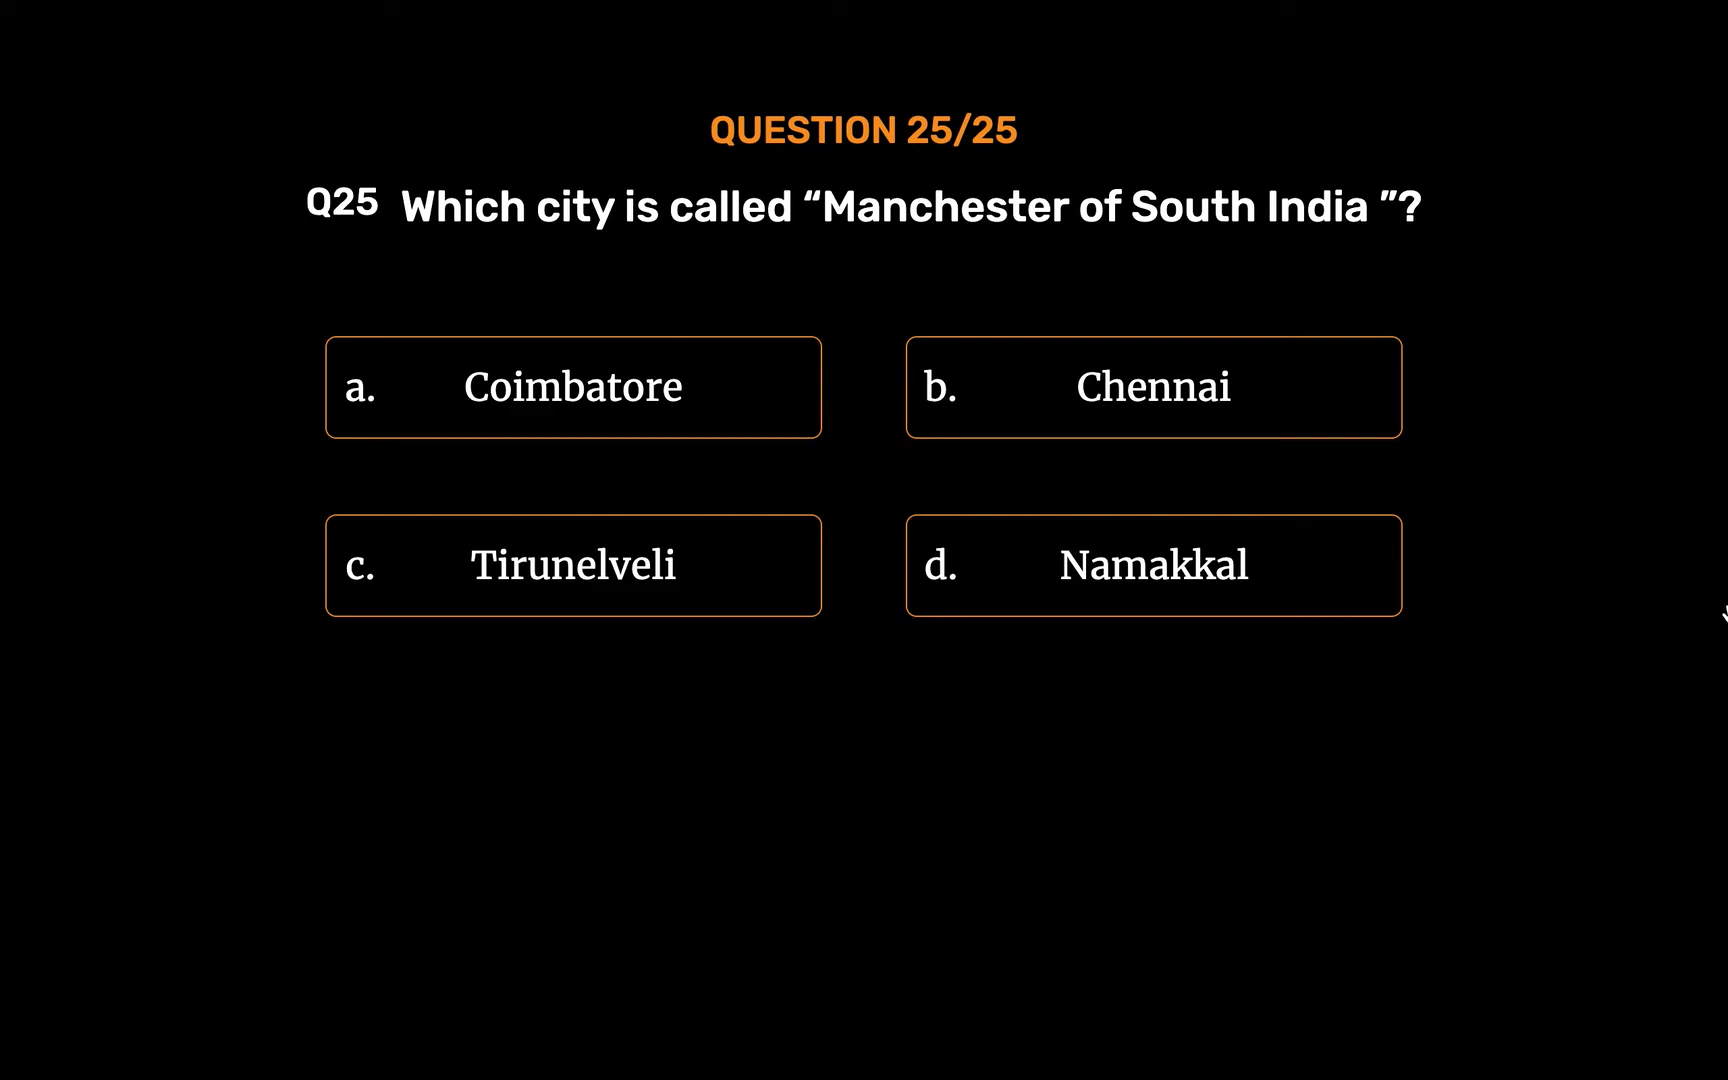 QUESTION 25/25
Q25 Which city is called “Manchester of South India ”?
a. Coimbatore
b. Chennai
c. Tirunelveli
d. Namakkal